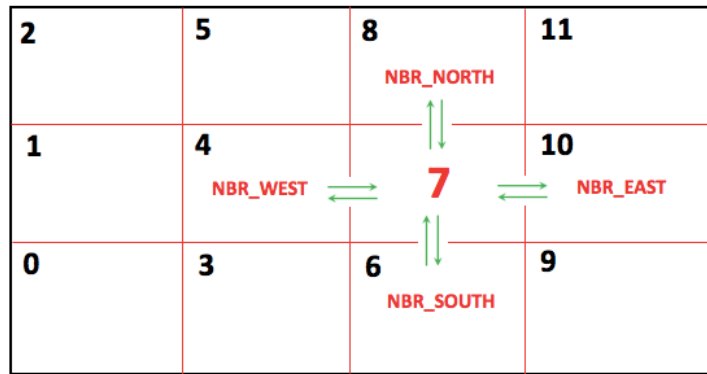 2 5 8 11
NBR_NORTH
1 4 10
NBR_WEST 7 NBR_EAST
0 3 6 9
NBR_SOUTH